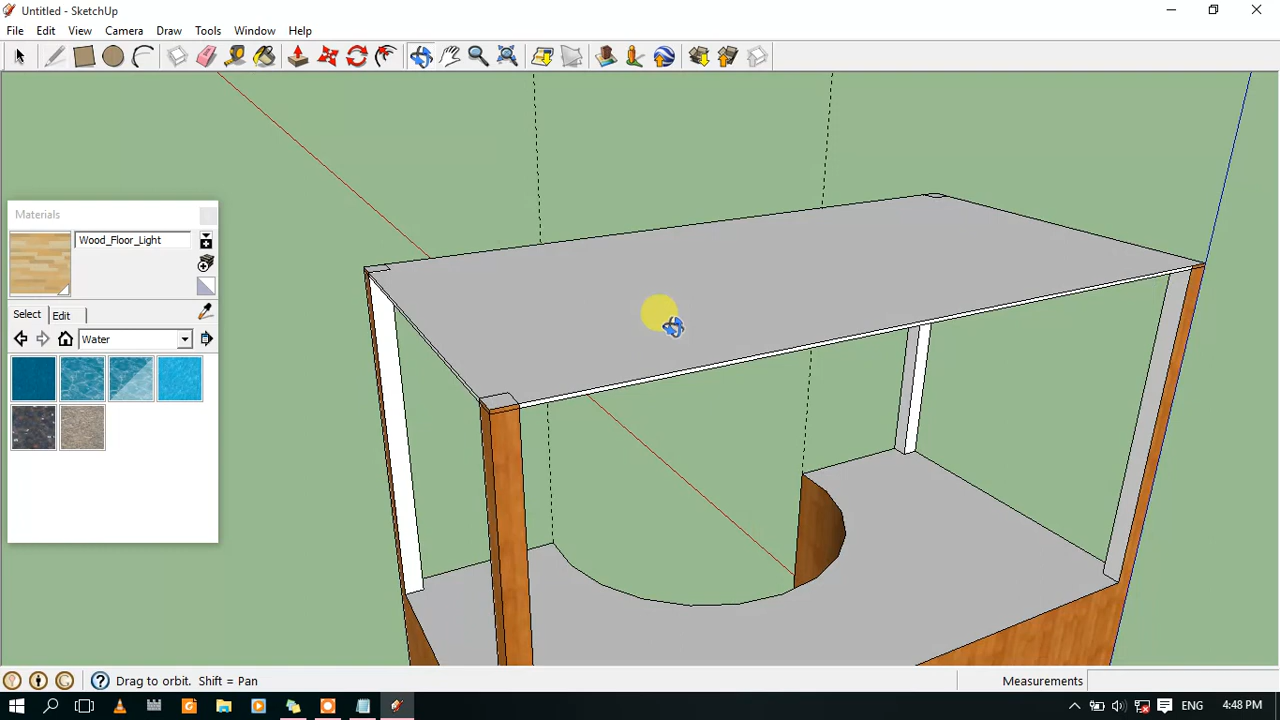 Untitled - SketchUp
File Edit View Camera Draw Tools Window Help
Materials
Wood_Floor_Light
Select Edit
Water
Drag to orbit. Shift = Pan
Measurements
ENG 4:48 PM